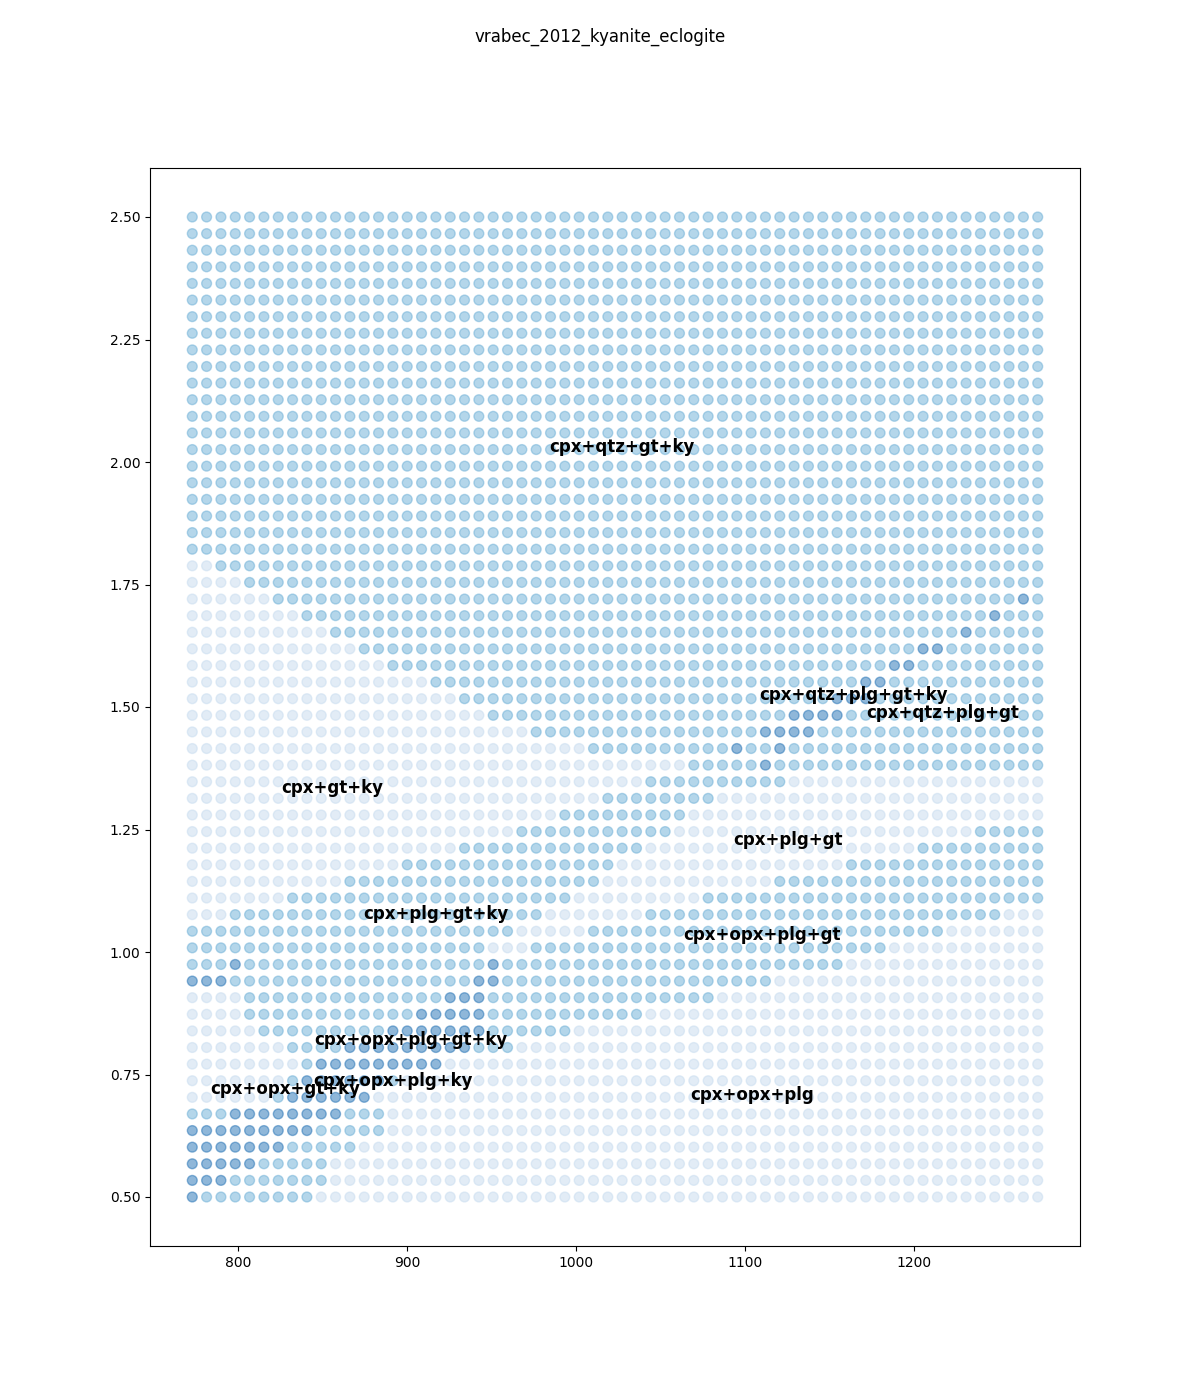 vrabec_2012_kyanite_eclogite
2.50
2.25
2.00
1.75
1.50
1.25
1.00
0.75
0.50
cpx+qtz+gt+ky
cpx+qtz+plg+gt+ky
cpx+qtz+plg+gt
cpx+gt+ky
cpx+plg+gt
cpx+plg+gt+ky
cpx+opx+plg+gt
cpx+opx+plg+gt+ky
cpx+opx+plg+ky
cpx+opx+gt+ky
cpx+opx+plg
800 900 1000 1100 1200